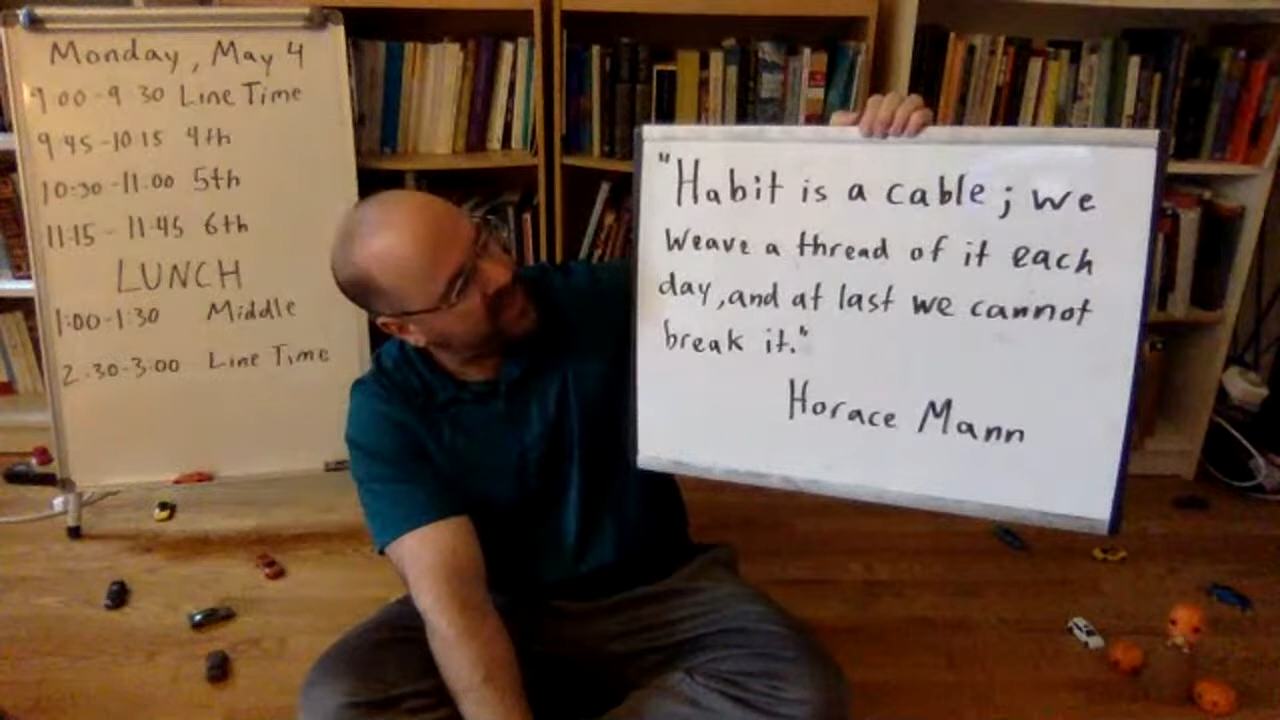 Monday, May 4
9 00-9 30 Line Time
9 45-10 15 4th
10:30-11:00 5th
11:15 - 11:45 6th
LUNCH
1:00-1:30 Middle
2:30-3:00 Line Time
"Habit is a cable; we
weave a thread of it each
day, and at last we cannot
break it."
Horace Mann